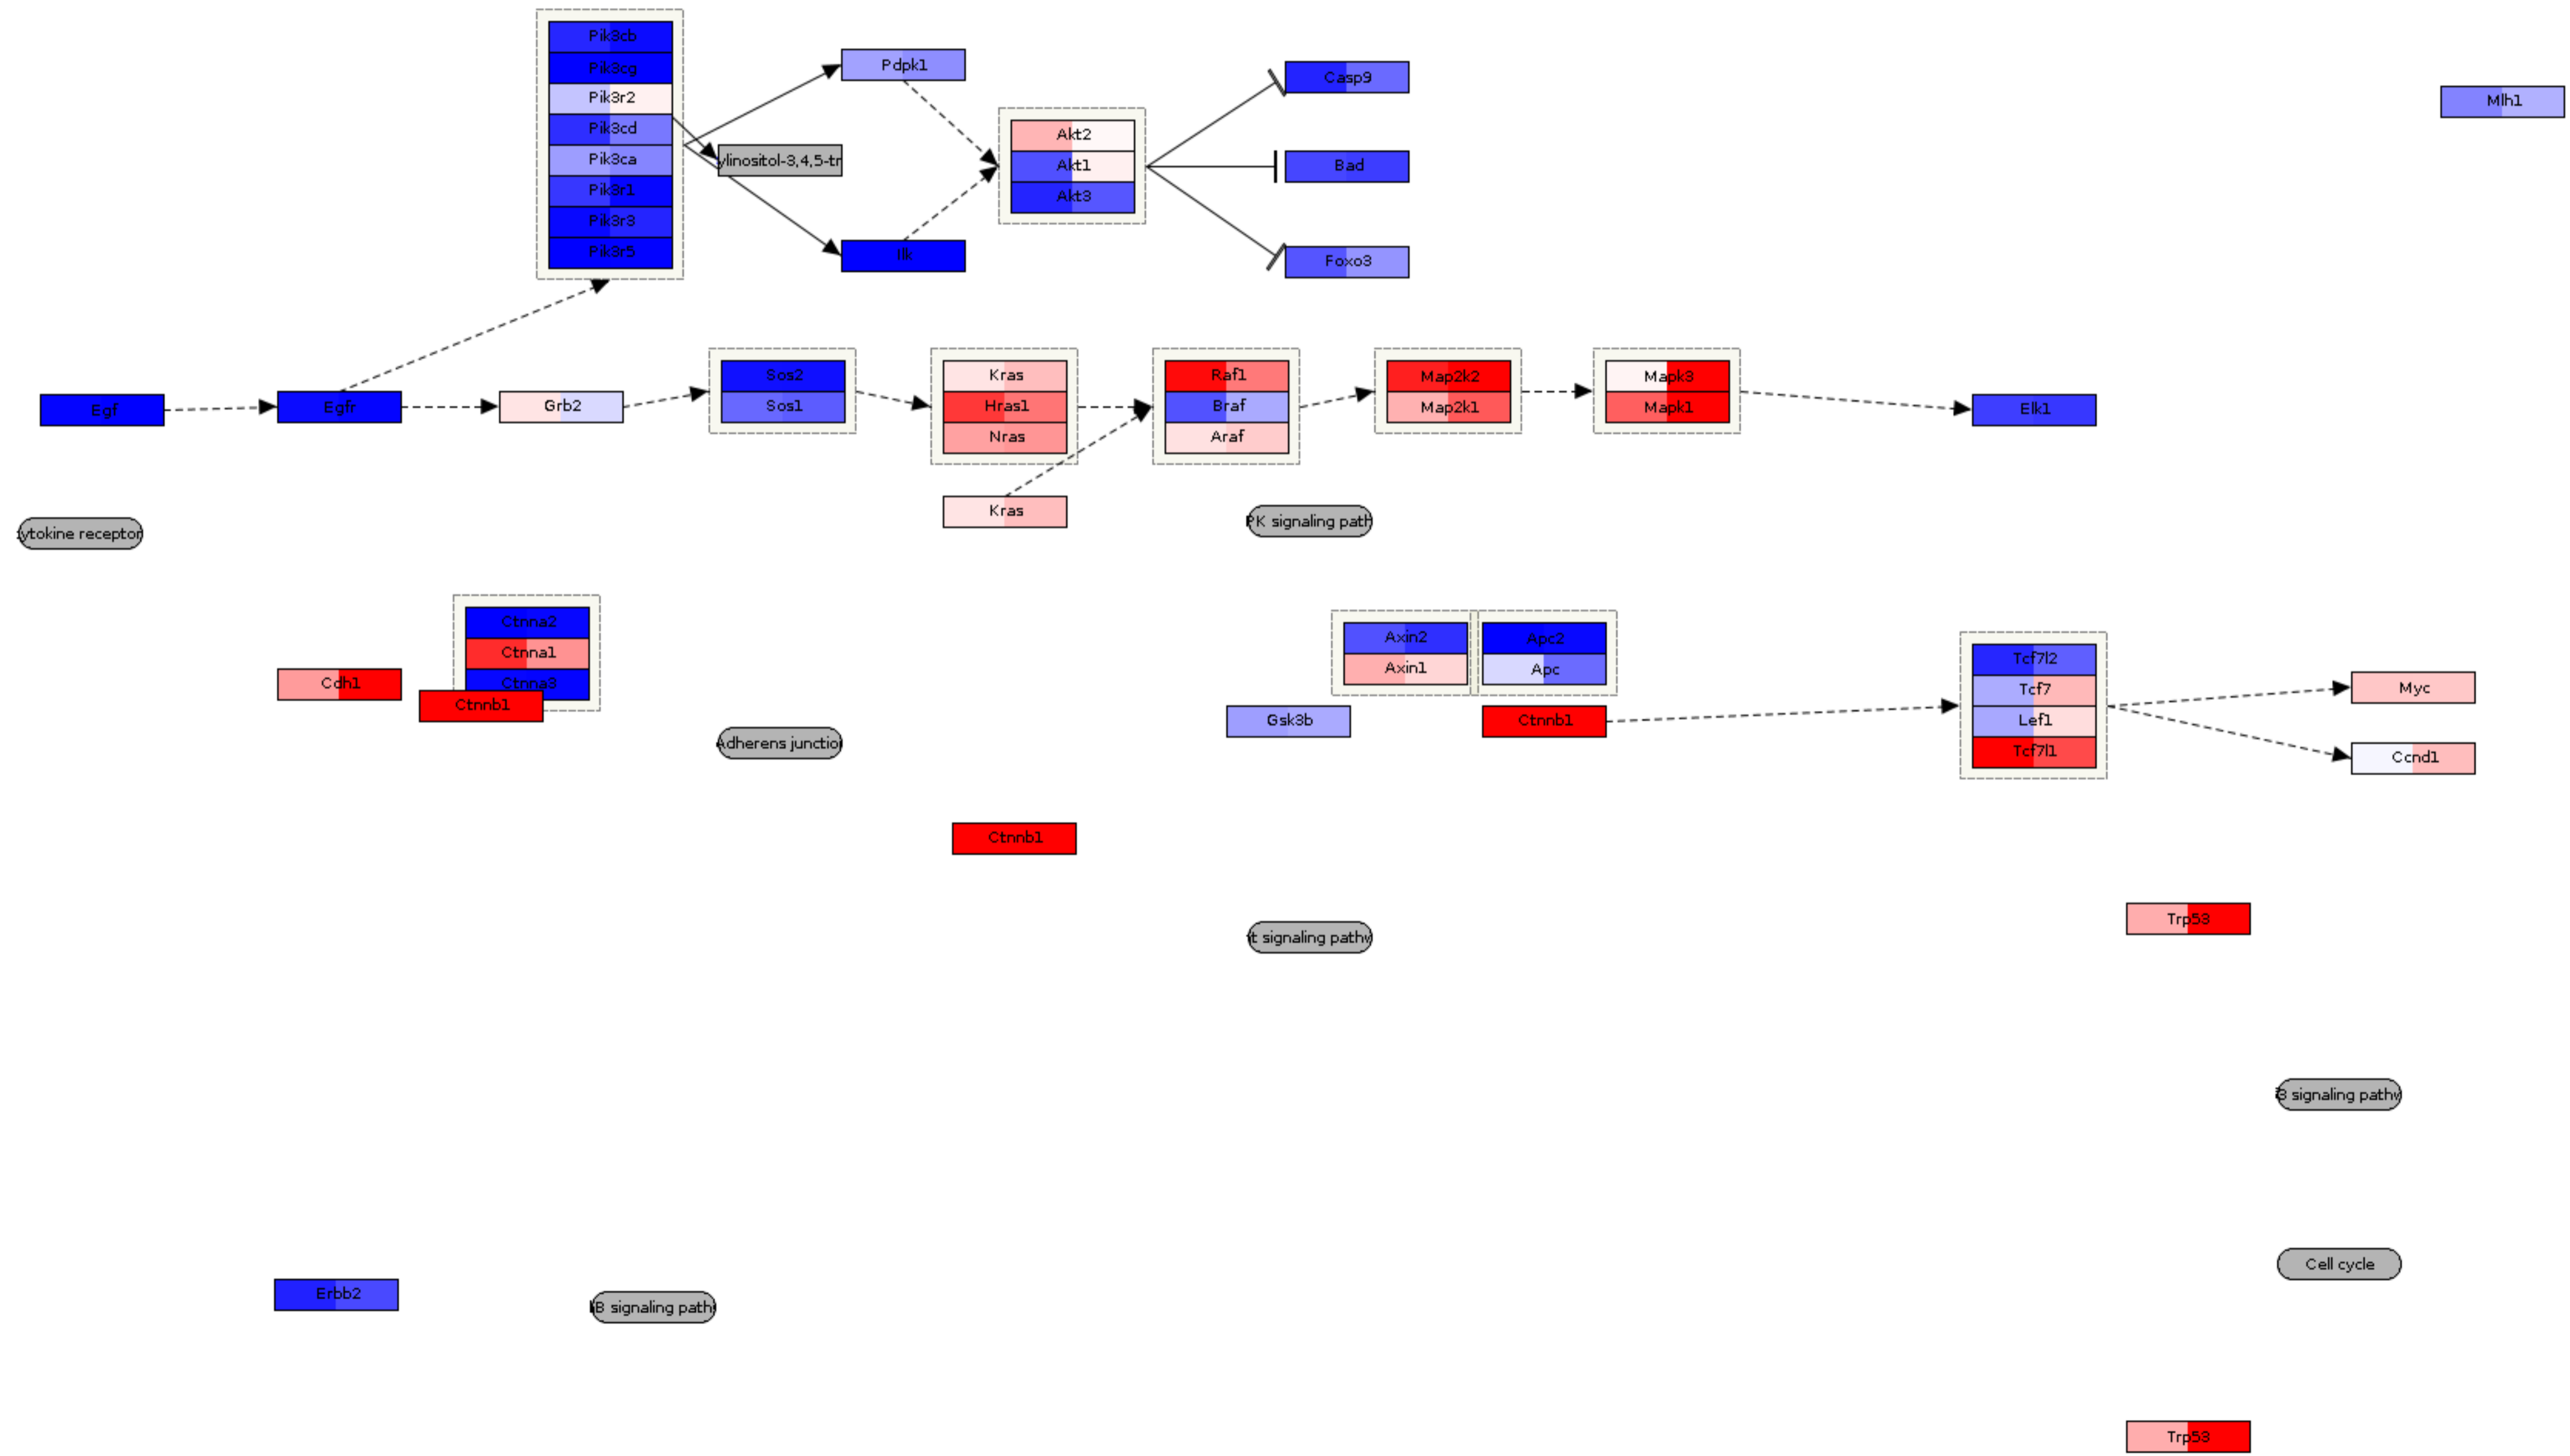 Pik3cb
Pik3cg
Pik3r2
Pik3cd
Pik3ca
Pik3r1
Pik3r3
Pik3r5
Pdpk1
ylinositol-3,4,5-tr
Ilk
Akt2
Akt1
Akt3
Casp9
Bad
Foxo3
Mlh1
Egf
Egfr
Grb2
Sos2
Sos1
Kras
Hras1
Nras
Kras
Raf1
Braf
Araf
Map2k2
Map2k1
Mapk3
Mapk1
Elk1
ytokine receptor
PK signaling path
Cdh1
Ctnna2
Ctnna1
Ctnna3
Ctnnb1
Adherens junctio
Axin2
Axin1
Apc2
Apc
Gsk3b
Ctnnb1
Tcf7l2
Tcf7
Lef1
Tcf7l1
Myc
Ccnd1
Ctnnb1
t signaling pathw
Trp53
signaling pathw
Cell cycle
Erbb2
B signaling path
Trp53